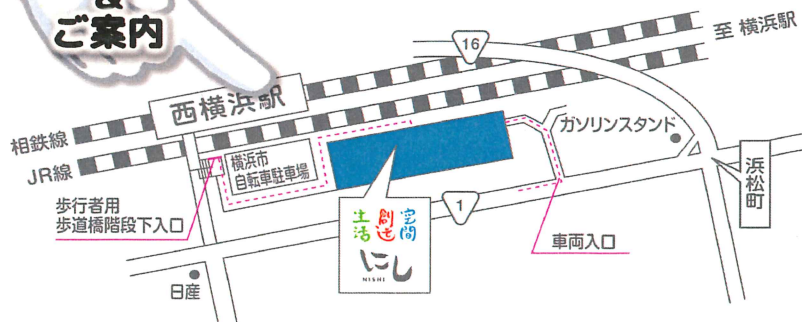 &
ご案内
16
至 横浜駅
西横浜駅
相鉄線
JR線
ガソリンスタンド
横浜市
自転車駐車場
浜松町
歩行者用
歩道橋階段下入口
1
生活 創造 空間
にし
NISHI
車両入口
日産